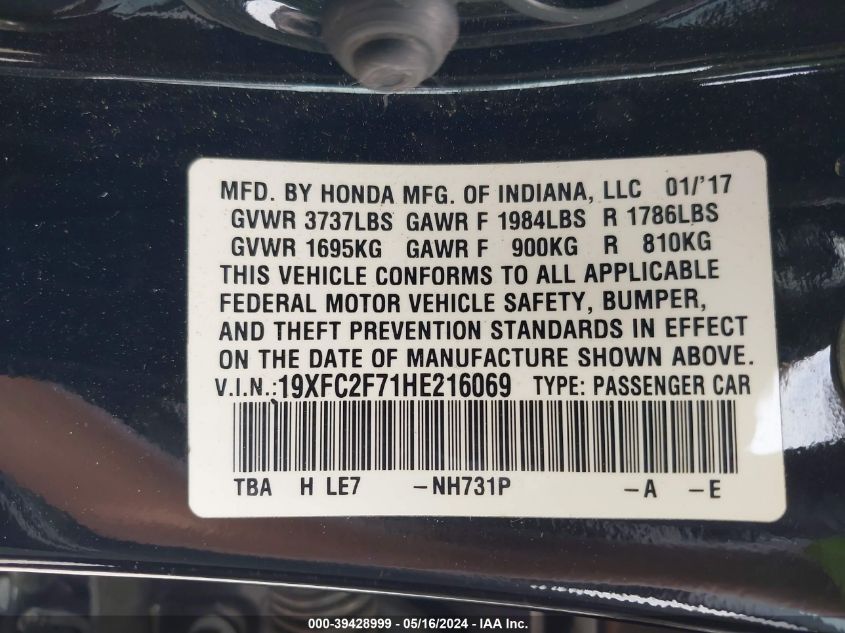 MFD. BY HONDA MFG. OF INDIANA, LLC 01/'17
GVWR 3737LBS GAWR F 1984LBS R 1786LBS
GVWR 1695KG GAWR F 900KG R 810KG
THIS VEHICLE CONFORMS TO ALL APPLICABLE
FEDERAL MOTOR VEHICLE SAFETY, BUMPER,
AND THEFT PREVENTION STANDARDS IN EFFECT
ON THE DATE OF MANUFACTURE SHOWN ABOVE.
V.I.N.: 19XFC2F71HE216069 TYPE: PASSENGER CAR
TBA H LE7 -NH731P -A -E
000-39428999 - 05/16/2024 - IAA Inc.